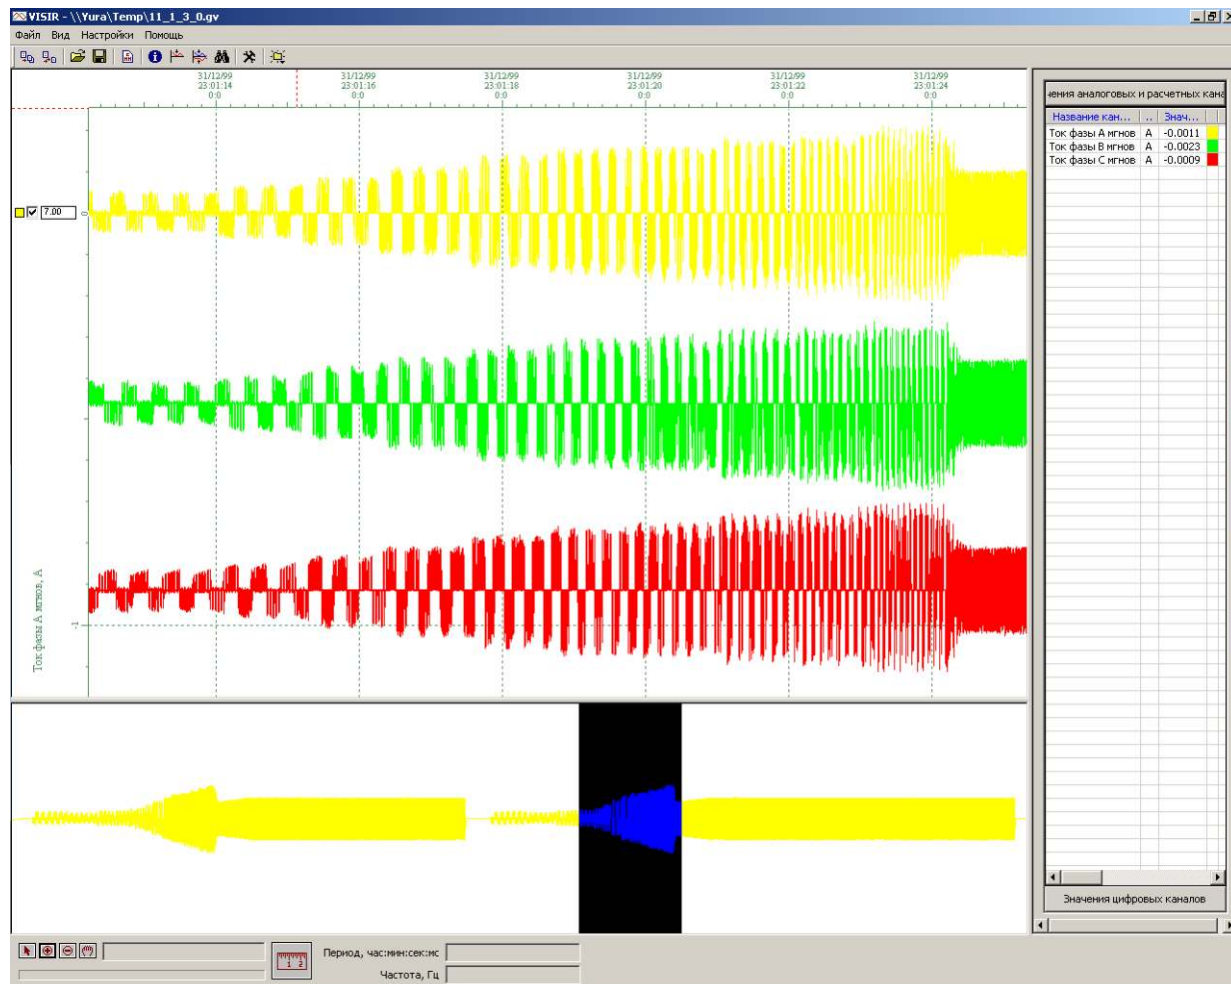 VISIR - \\Yura\Temp\11_1_3_0.gv
Файл Вид Настройки Помощь
31/12/99 31/12/99 31/12/99 31/12/99 31/12/99 31/12/99
23:01:14 23:01:16 23:01:18 23:01:20 23:01:22 23:01:24
0:0 0:0 0:0 0:0 0:0 0:0
7.00
-1
Ток фазы А мгнов, А
чения аналоговых и расчетных кана
Название кан... .. Знач...
Ток фазы А мгнов А -0.0011
Ток фазы В мгнов А -0.0023
Ток фазы С мгнов А -0.0009
Значения цифровых каналов
1 2
Период, час:мин:сек:мс
Частота, Гц